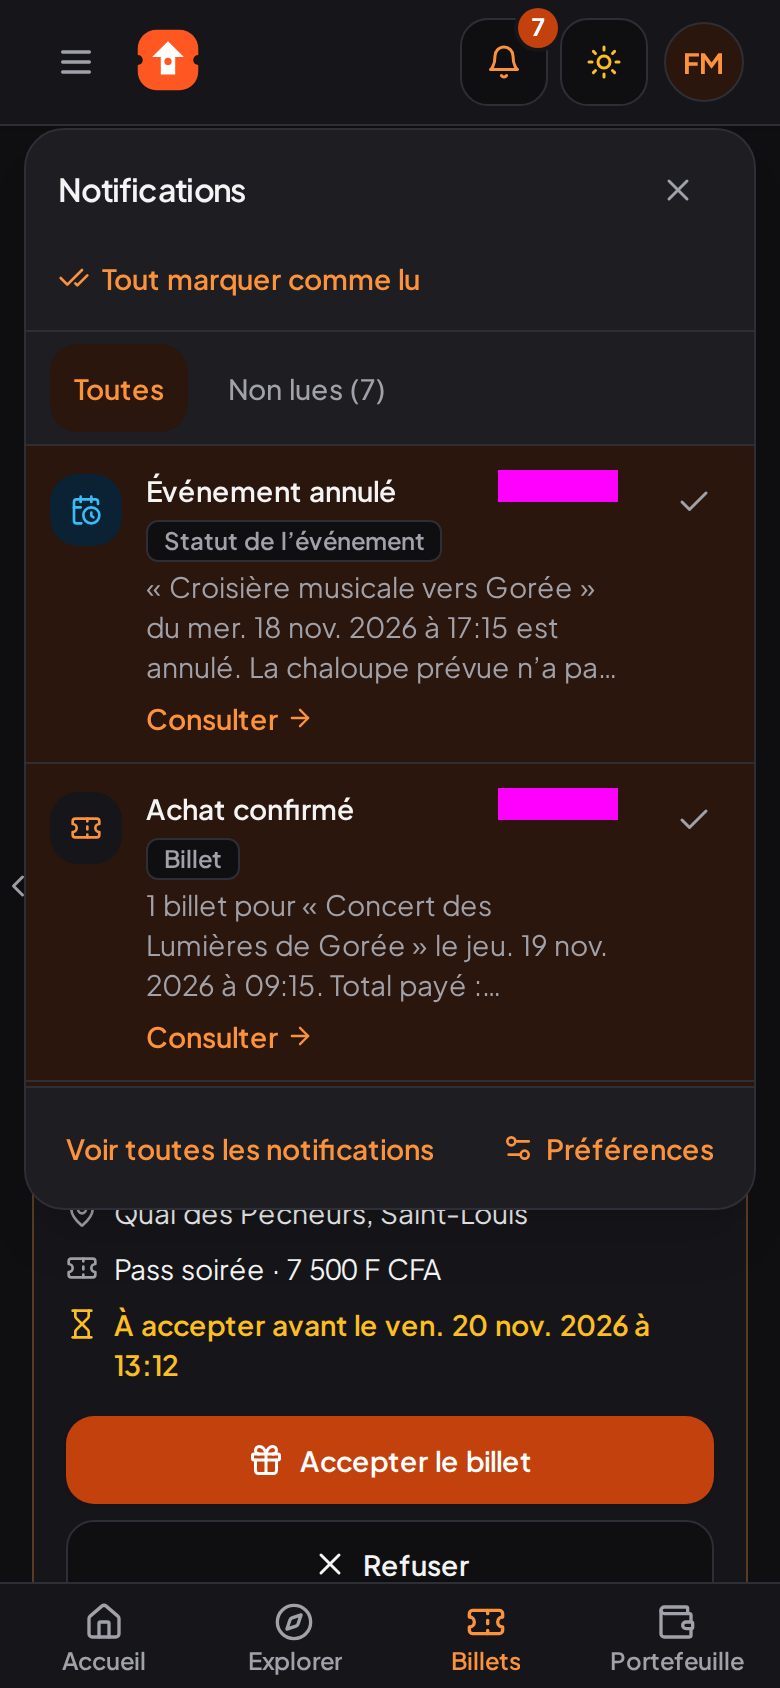 7
FM
Notifications
Tout marquer comme lu
Toutes
Non lues (7)
Événement annulé
Statut de l’événement
« Croisière musicale vers Gorée »
du mer. 18 nov. 2026 à 17:15 est
annulé. La chaloupe prévue n’a pa…
Consulter
Achat confirmé
Billet
1 billet pour « Concert des
Lumières de Gorée » le jeu. 19 nov.
2026 à 09:15. Total payé :…
Consulter
Voir toutes les notifications
Préférences
Quai des Pêcheurs, Saint-Louis
Pass soirée · 7 500 F CFA
À accepter avant le ven. 20 nov. 2026 à
13:12
Accepter le billet
Refuser
Accueil
Explorer
Billets
Portefeuille